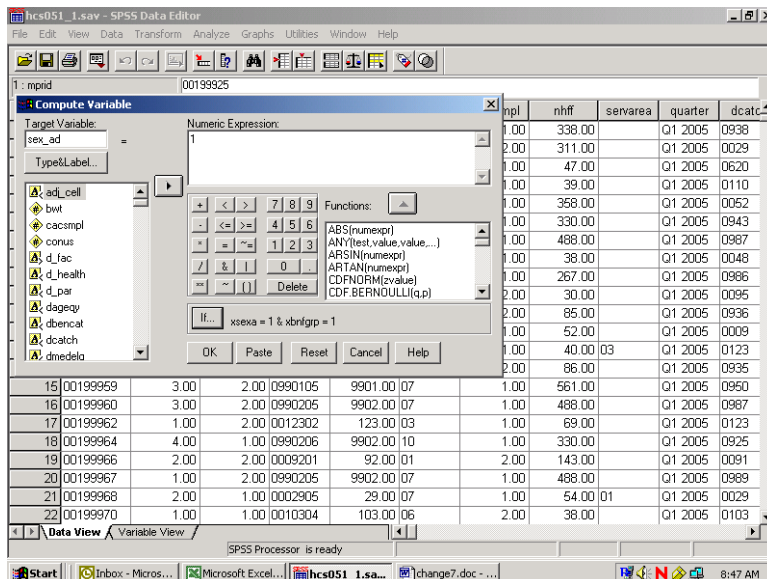 hcs051_1.sav - SPSS Data Editor
File Edit View Data Transform Analyze Graphs Utilities Window Help
1 : mprid 00199925
Compute Variable
Target Variable:
sex_ad
=
Type&Label...
Numeric Expression:
1
adj_cell
bwt
cacsmpl
conus
d_fac
d_health
d_par
dageqy
dbencat
dcatch
dmedelg
+ < > 7 8 9
- <= >= 4 5 6
* = ~= 1 2 3
/ & | 0 .
** ~ () Delete
Functions:
ABS(numexpr)
ANY(test,value,value,...)
ARSIN(numexpr)
ARTAN(numexpr)
CDFNORM(zvalue)
CDF.BERNOULLI(q,p)
If... xsexa = 1 & xbnfgrp = 1
OK Paste Reset Cancel Help
mpl nhff servarea quarter dcatc
1.00 338.00 Q1 2005 0938
2.00 311.00 Q1 2005 0029
1.00 47.00 Q1 2005 0620
1.00 39.00 Q1 2005 0110
1.00 358.00 Q1 2005 0052
1.00 330.00 Q1 2005 0943
1.00 488.00 Q1 2005 0987
1.00 38.00 Q1 2005 0048
1.00 267.00 Q1 2005 0986
2.00 30.00 Q1 2005 0095
2.00 85.00 Q1 2005 0936
1.00 52.00 Q1 2005 0009
1.00 40.00 03 Q1 2005 0123
2.00 86.00 Q1 2005 0935
15 00199959 3.00 2.00 0990105 9901.00 07 1.00 561.00 Q1 2005 0950
16 00199960 3.00 2.00 0990205 9902.00 07 1.00 488.00 Q1 2005 0987
17 00199962 1.00 2.00 0012302 123.00 03 1.00 69.00 Q1 2005 0123
18 00199964 4.00 1.00 0990206 9902.00 10 1.00 330.00 Q1 2005 0925
19 00199966 2.00 2.00 0009201 92.00 01 2.00 143.00 Q1 2005 0091
20 00199967 1.00 2.00 0990205 9902.00 07 1.00 488.00 Q1 2005 0989
21 00199968 2.00 1.00 0002905 29.00 07 1.00 54.00 01 Q1 2005 0029
22 00199970 1.00 1.00 0010304 103.00 06 2.00 38.00 Q1 2005 0103
Data View Variable View
SPSS Processor is ready
Start Inbox - Micros... Microsoft Excel... hcs051_1.sa... change7.doc - ... N 8:47 AM